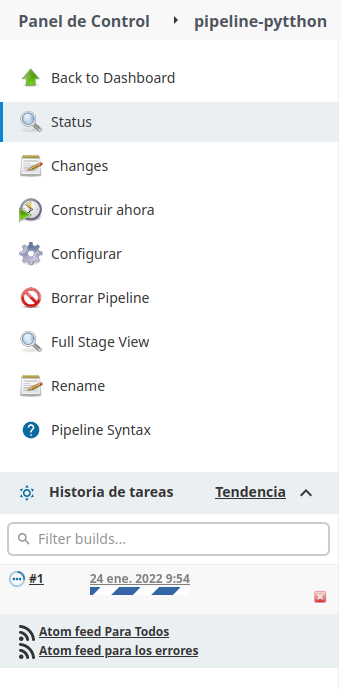 Panel de Control pipeline-pytthon
Back to Dashboard
Status
Changes
Construir ahora
Configurar
Borrar Pipeline
Full Stage View
Rename
Pipeline Syntax
Historia de tareas Tendencia
Filter builds...
#1 24 ene. 2022 9:54
Atom feed Para Todos
Atom feed para los errores